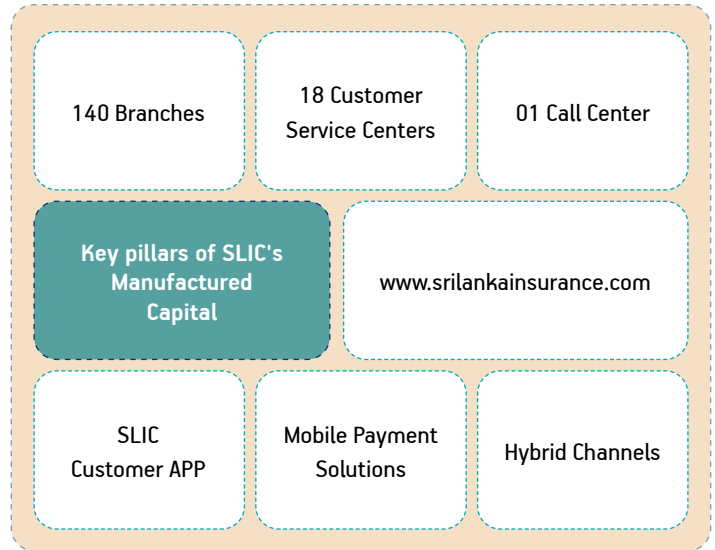 140 Branches
18 Customer
Service Centers
01 Call Center
Key pillars of SLIC's
Manufactured
Capital
www.srilankainsurance.com
SLIC
Customer APP
Mobile Payment
Solutions
Hybrid Channels